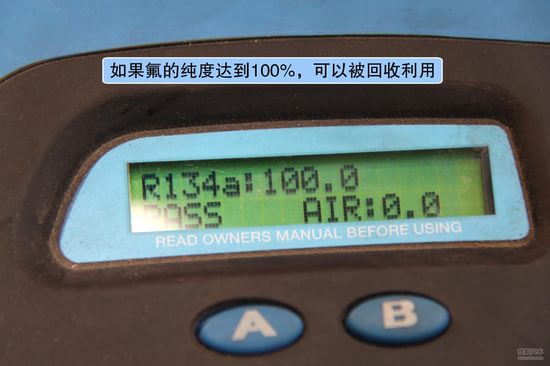 如果氟的纯度达到100%，可以被回收利用
R134a:100.0
PASS AIR:0.0
READ OWNERS MANUAL BEFORE USING
A B